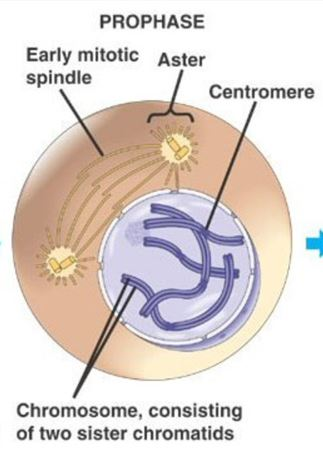 PROPHASE
Early mitotic
spindle
Aster
Centromere
Chromosome, consisting
of two sister chromatids